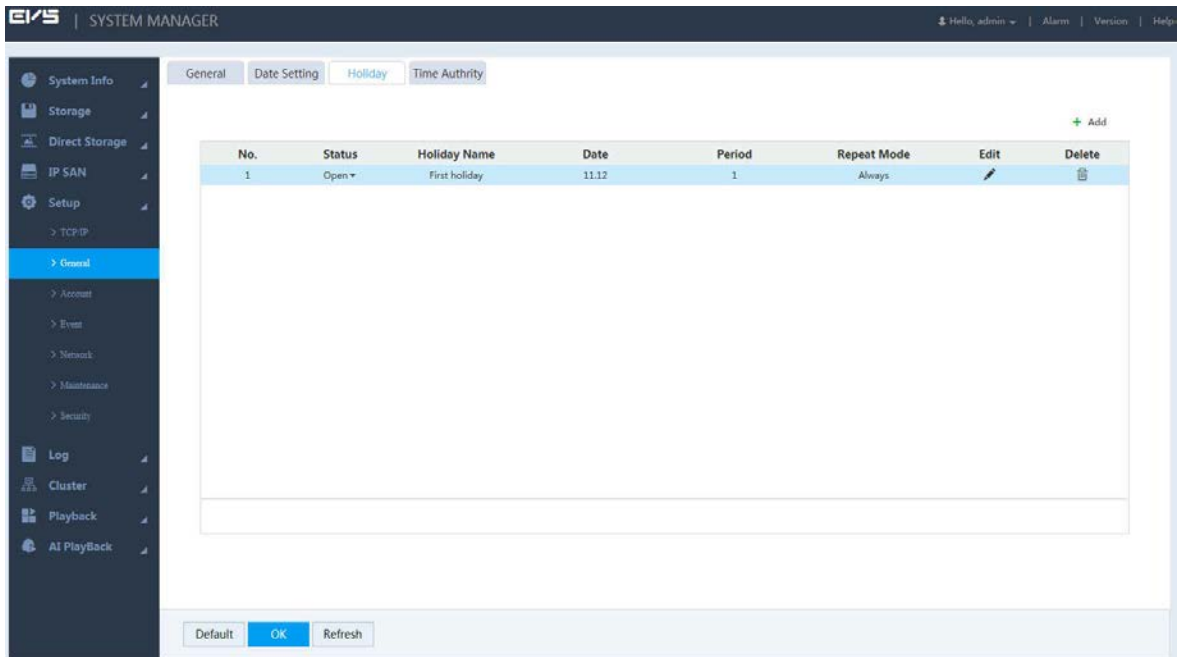 EVS | SYSTEM MANAGER Hello, admin | Alarm | Version | Help
General Date Setting Holiday Time Authrity
System Info
Storage
Direct Storage
IP SAN
Setup
> TCP/IP
> General
> Account
> Event
> Network
> Maintenance
> Security
Log
Cluster
Playback
AI PlayBack
+ Add
No. Status Holiday Name Date Period Repeat Mode Edit Delete
1 Open First holiday 11.12 1 Always
Default OK Refresh